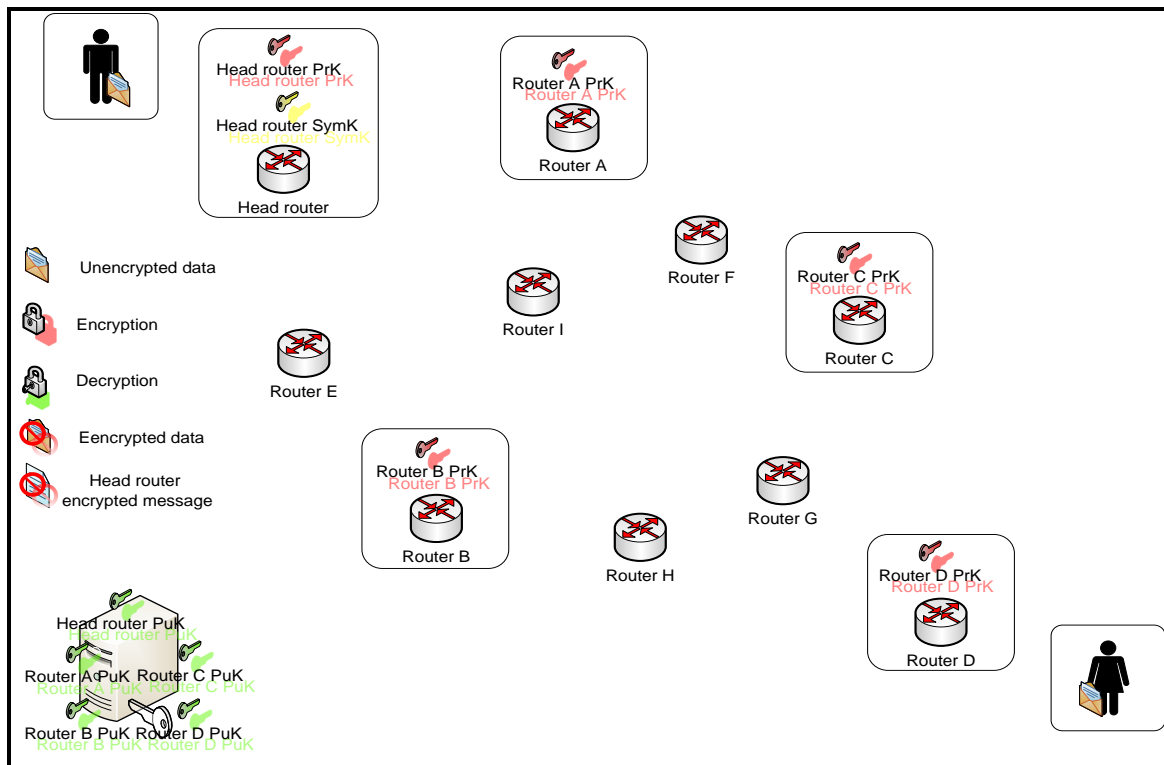 Head router PrK
Head router PrK
Head router SymK
Head router SymK
Head router
Router A PrK
Router A PrK
Router A
Router F
Router C PrK
Router C PrK
Router C
Router I
Router E
Unencrypted data
Encryption
Decryption
Eencrypted data
Head router
encrypted message
Router B PrK
Router B PrK
Router B
Router G
Router H
Router D PrK
Router D PrK
Router D
Head router PuK
Head router PuK
Router A PuK
Router A PuK
Router C PuK
Router C PuK
Router B PuK
Router B PuK
Router D PuK
Router D PuK